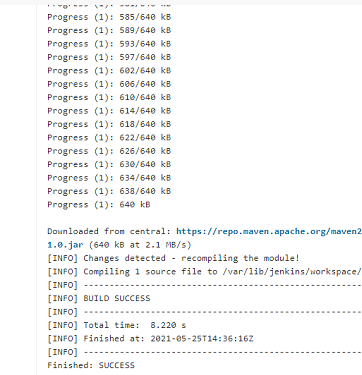 Progress (1): 585/640 kB
Progress (1): 589/640 kB
Progress (1): 593/640 kB
Progress (1): 597/640 kB
Progress (1): 602/640 kB
Progress (1): 606/640 kB
Progress (1): 610/640 kB
Progress (1): 614/640 kB
Progress (1): 618/640 kB
Progress (1): 622/640 kB
Progress (1): 626/640 kB
Progress (1): 630/640 kB
Progress (1): 634/640 kB
Progress (1): 638/640 kB
Progress (1): 640 kB
Downloaded from central: https://repo.maven.apache.org/maven2
1.0.jar (640 kB at 2.1 MB/s)
[INFO] Changes detected - recompiling the module!
[INFO] Compiling 1 source file to /var/lib/jenkins/workspace/
[INFO] ------------------------------------------------------
[INFO] BUILD SUCCESS
[INFO] ------------------------------------------------------
[INFO] Total time:  8.220 s
[INFO] Finished at: 2021-05-25T14:36:16Z
[INFO] ------------------------------------------------------
Finished: SUCCESS